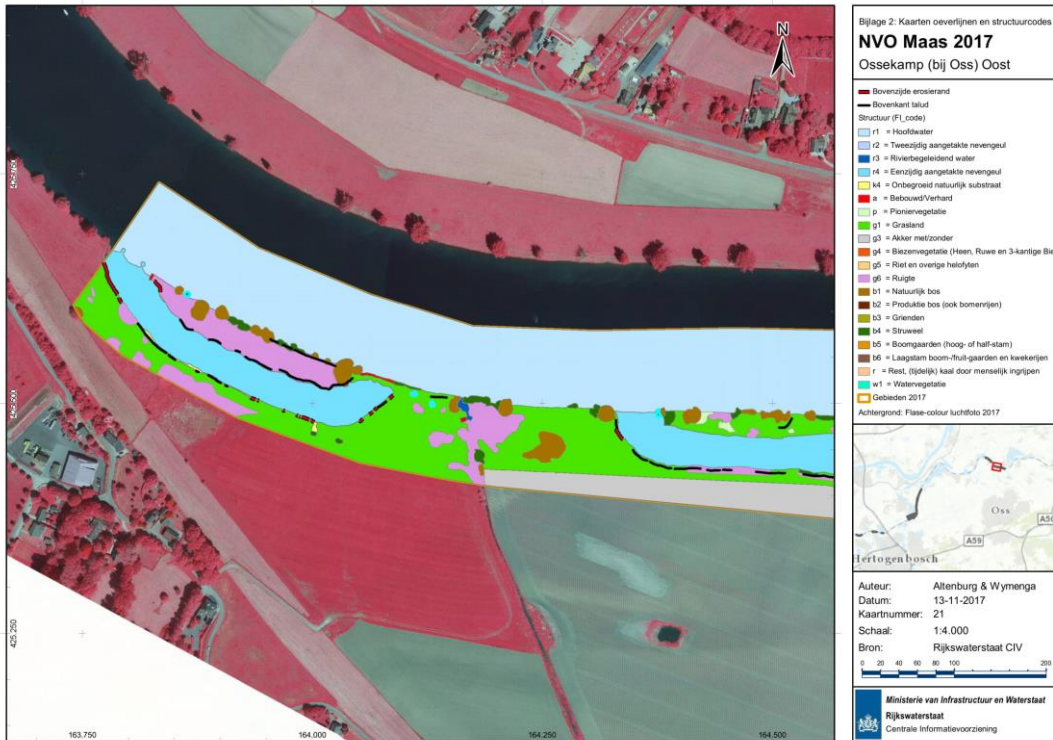 Bijlage 2: Kaarten oeverlijnen en structuurcodes
NVO Maas 2017
Ossekamp (bij Oss) Oost
Bovenzijde erosierand
Bovenkant talud
Structuur (Fl_code)
r1 = Hoofdwater
r2 = Tweezijdig aangetakte nevengeul
r3 = Rivierbegeleidend water
r4 = Eenzijdig aangetakte nevengeul
k4 = Onbegroeid natuurlijk substraat
a = Bebouwd/Verhard
p = Pioniervegetatie
g1 = Grasland
g3 = Akker met/zonder
g4 = Biezenvegetatie (Heen, Ruwe en 3-kantige Bie
g5 = Riet en overige helofyten
g6 = Ruigte
b1 = Natuurlijk bos
b2 = Produktie bos (ook bomenrijen)
b3 = Grienden
b4 = Struweel
b5 = Boomgaarden (hoog- of half-stam)
b6 = Laagstam boom-/fruit-gaarden en kwekerijen
r = Rest, (tijdelijk) kaal door menselijk ingrijpen
w1 = Watervegetatie
Gebieden 2017
Achtergrond: Flase-colour luchtfoto 2017
Oss
A50
A59
Hertogenbosch
Auteur: Altenburg & Wymenga
Datum: 13-11-2017
Kaartnummer: 21
Schaal: 1:4.000
Bron: Rijkswaterstaat CIV
0 20 40 60 80 100 200
Ministerie van Infrastructuur en Waterstaat
Rijkswaterstaat
Centrale Informatievoorziening
N
425.750
425.500
425.250
163.750 164.000 164.250 164.500